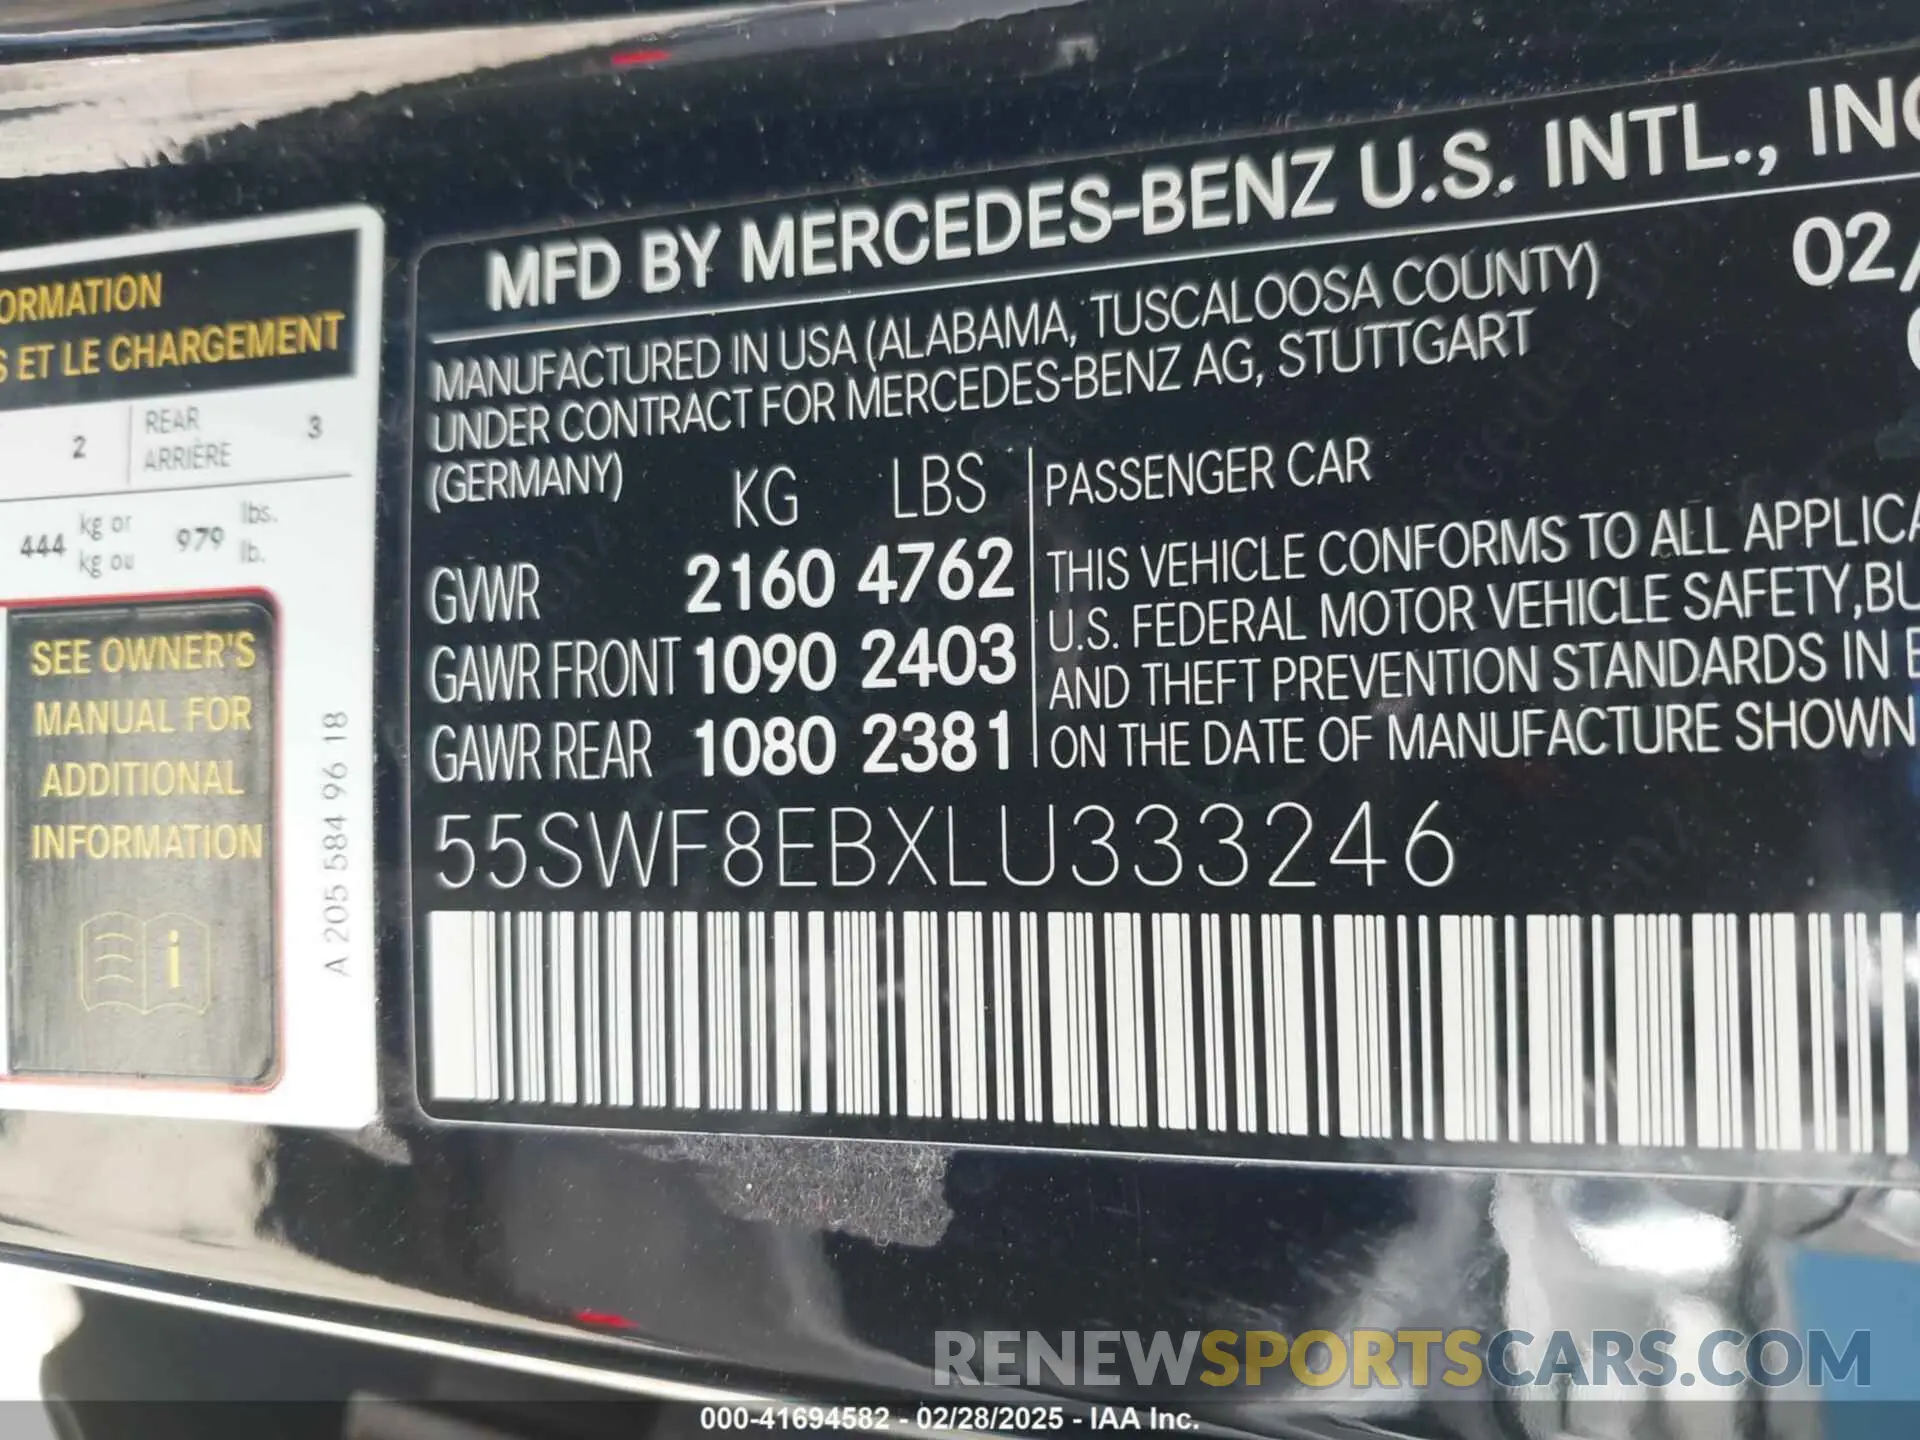 ORMATION
S ET LE CHARGEMENT
2 REAR ARRIÈRE 3
444 kg or kg ou 979 lbs. lb.
SEE OWNER'S
MANUAL FOR
ADDITIONAL
INFORMATION
i
A 205 584 96 18
MFD BY MERCEDES-BENZ U.S. INTL., INC
MANUFACTURED IN USA (ALABAMA, TUSCALOOSA COUNTY) 02/
UNDER CONTRACT FOR MERCEDES-BENZ AG, STUTTGART
(GERMANY) KG LBS
GVWR 2160 4762
GAWR FRONT 1090 2403
GAWR REAR 1080 2381
PASSENGER CAR
THIS VEHICLE CONFORMS TO ALL APPLICA
U.S. FEDERAL MOTOR VEHICLE SAFETY,BU
AND THEFT PREVENTION STANDARDS IN E
ON THE DATE OF MANUFACTURE SHOWN
55SWF8EBXLU333246
RENEWSPORTSCARS.COM
000-41694582 - 02/28/2025 - IAA Inc.